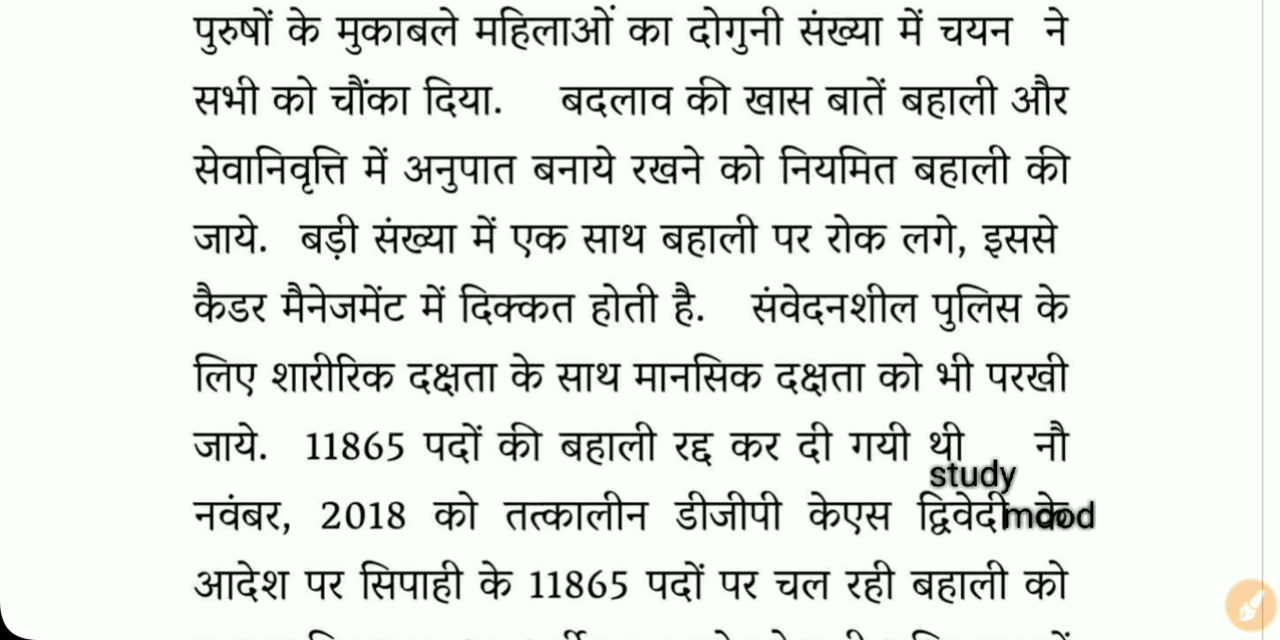 पुरुषों के मुकाबले महिलाओं का दोगुनी संख्या में चयन ने
सभी को चौंका दिया. बदलाव की खास बातें बहाली और
सेवानिवृत्ति में अनुपात बनाये रखने को नियमित बहाली की
जाये. बड़ी संख्या में एक साथ बहाली पर रोक लगे, इससे
कैडर मैनेजमेंट में दिक्कत होती है. संवेदनशील पुलिस के
लिए शारीरिक दक्षता के साथ मानसिक दक्षता को भी परखी
जाये. 11865 पदों की बहाली रद्द कर दी गयी थी नौ
study
नवंबर, 2018 को तत्कालीन डीजीपी केएस द्विवेदी के
mood
आदेश पर सिपाही के 11865 पदों पर चल रही बहाली को